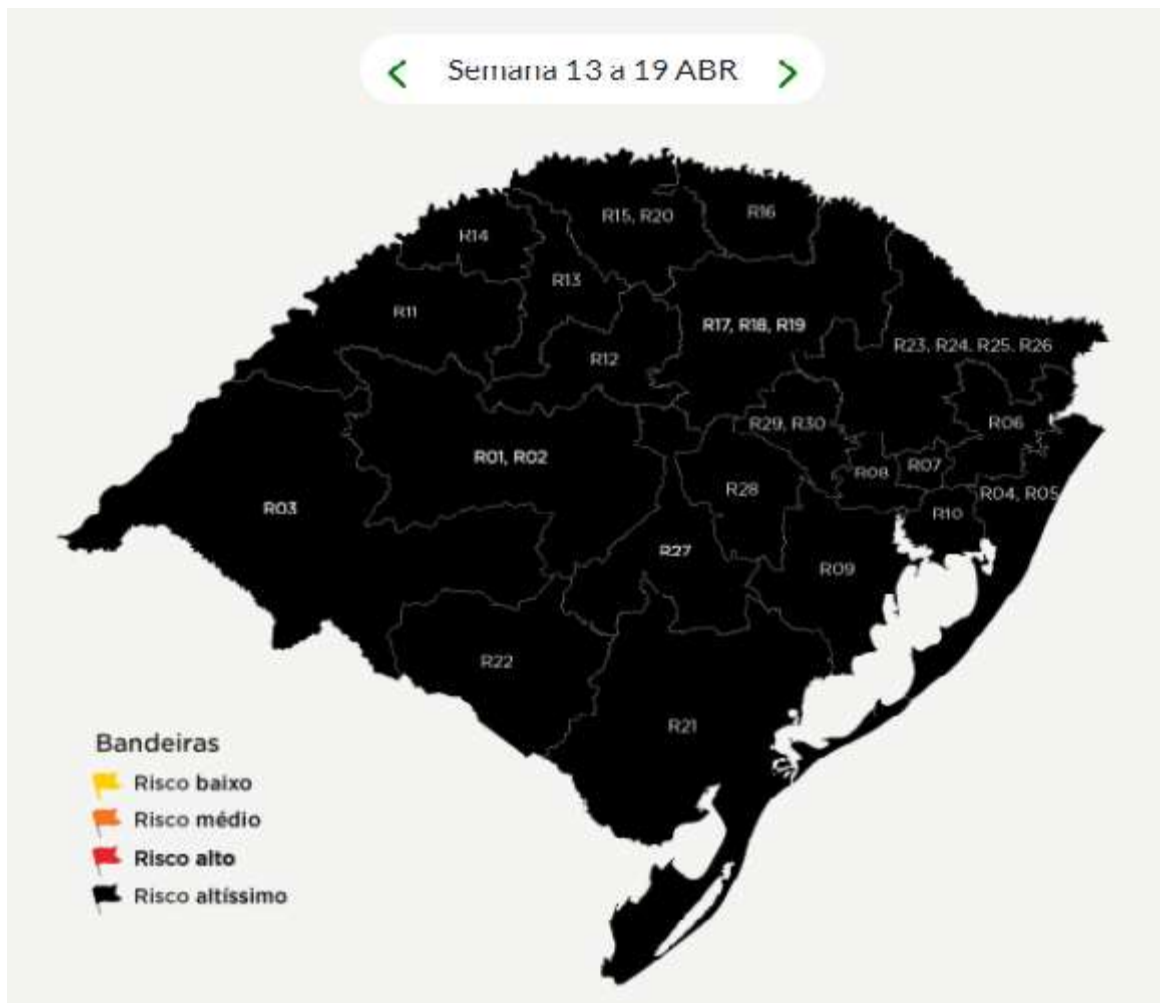 Semana 13 a 19 ABR
R15, R20
R16
R14
R13
R11
R17, R18, R19
R12
R23, R24, R25, R26
R29, R30
R06
R01, R02
R08
R07
R28
R04, R05
R03
R10
R27
R09
R22
R21
Bandeiras
Risco baixo
Risco médio
Risco alto
Risco altíssimo